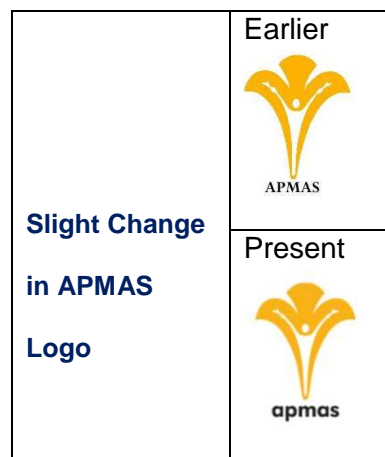 Slight Change
in APMAS
Logo
Earlier
APMAS
Present
apmas